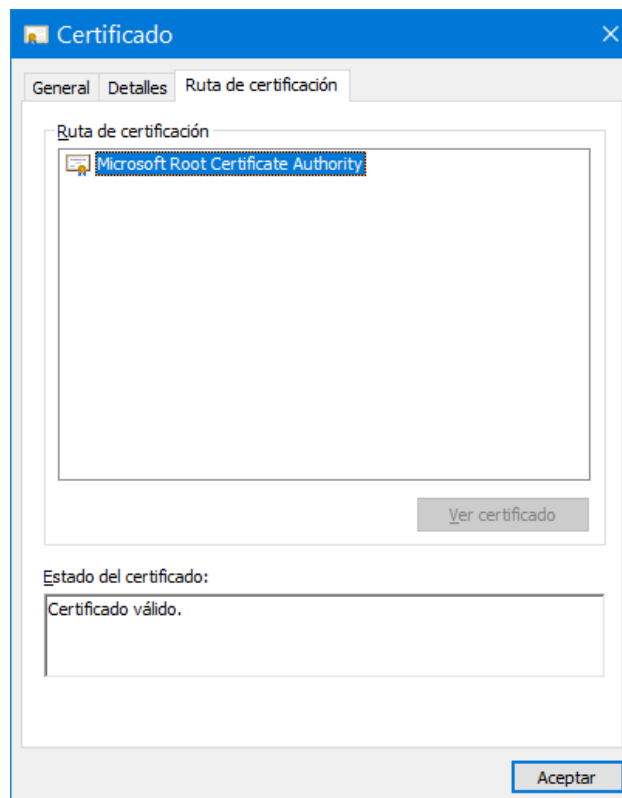 Certificado
General
Detalles
Ruta de certificación
Ruta de certificación
Microsoft Root Certificate Authority
Ver certificado
Estado del certificado:
Certificado válido.
Aceptar